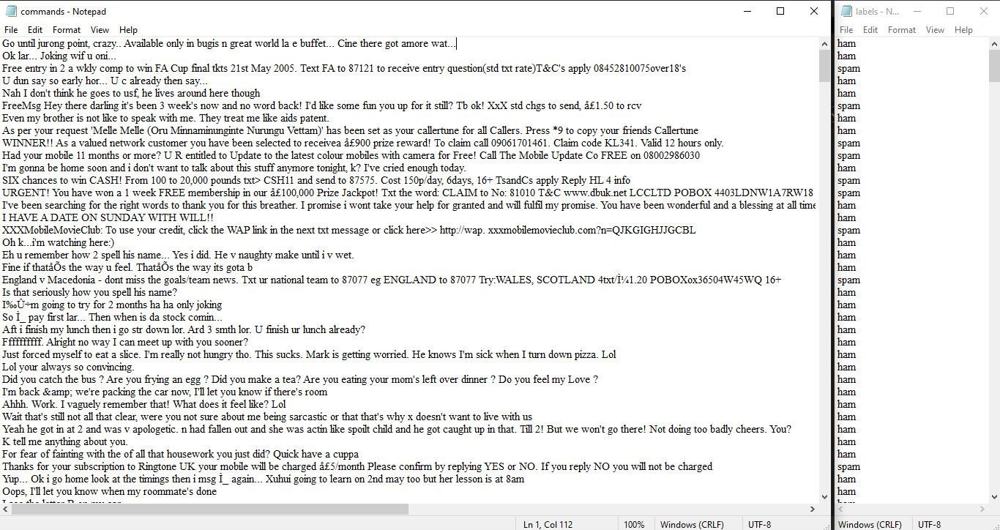 commands - Notepad
File Edit Format View Help
Go until jurong point, crazy.. Available only in bugis n great world la e buffet... Cine there got amore wat...
Ok lar... Joking wif u oni...
Free entry in 2 a wkly comp to win FA Cup final tkts 21st May 2005. Text FA to 87121 to receive entry question(std txt rate)T&C's apply 08452810075over18's
U dun say so early hor... U c already then say...
Nah I don't think he goes to usf, he lives around here though
FreeMsg Hey there darling it's been 3 week's now and no word back! I'd like some fun you up for it still? Tb ok! XxX std chgs to send, å£1.50 to rcv
Even my brother is not like to speak with me. They treat me like aids patent.
As per your request 'Melle Melle (Oru Minnaminunginte Nurungu Vettam)' has been set as your callertune for all Callers. Press *9 to copy your friends Callertune
WINNER!! As a valued network customer you have been selected to receivea å£900 prize reward! To claim call 09061701461. Claim code KL341. Valid 12 hours only.
Had your mobile 11 months or more? U R entitled to Update to the latest colour mobiles with camera for Free! Call The Mobile Update Co FREE on 08002986030
I'm gonna be home soon and i don't want to talk about this stuff anymore tonight, k? I've cried enough today.
SIX chances to win CASH! From 100 to 20,000 pounds txt> CSH11 and send to 87575. Cost 150p/day, 6days, 16+ TsandCs apply Reply HL 4 info
URGENT! You have won a 1 week FREE membership in our å£100,000 Prize Jackpot! Txt the word: CLAIM to No: 81010 T&C www.dbuk.net LCCLTD POBOX 4403LDNW1A7RW18
I've been searching for the right words to thank you for this breather. I promise i wont take your help for granted and will fulfil my promise. You have been wonderful and a blessing at all time
I HAVE A DATE ON SUNDAY WITH WILL!!
XXXMobileMovieClub: To use your credit, click the WAP link in the next txt message or click here>> http://wap. xxxmobilemovieclub.com?n=QJKGIGHJJGCBL
Oh k...i'm watching here:)
Eh u remember how 2 spell his name... Yes i did. He v naughty make until i v wet.
Fine if thatåÕs the way u feel. ThatåÕs the way its gota b
England v Macedonia - dont miss the goals/team news. Txt ur national team to 87077 eg ENGLAND to 87077 Try:WALES, SCOTLAND 4txt/Ì¼1.20 POBOXox36504W45WQ 16+
Is that seriously how you spell his name?
I‰Û÷m going to try for 2 months ha ha only joking
So Ì_ pay first lar... Then when is da stock comin...
Aft i finish my lunch then i go str down lor. Ard 3 smth lor. U finish ur lunch already?
Ffffffffff. Alright no way I can meet up with you sooner?
Just forced myself to eat a slice. I'm really not hungry tho. This sucks. Mark is getting worried. He knows I'm sick when I turn down pizza. Lol
Lol your always so convincing.
Did you catch the bus ? Are you frying an egg ? Did you make a tea? Are you eating your mom's left over dinner ? Do you feel my Love ?
I'm back &amp; we're packing the car now, I'll let you know if there's room
Ahhh. Work. I vaguely remember that! What does it feel like? Lol
Wait that's still not all that clear, were you not sure about me being sarcastic or that that's why x doesn't want to live with us
Yeah he got in at 2 and was v apologetic. n had fallen out and she was actin like spoilt child and he got caught up in that. Till 2! But we won't go there! Not doing too badly cheers. You?
K tell me anything about you.
For fear of fainting with the of all that housework you just did? Quick have a cuppa
Thanks for your subscription to Ringtone UK your mobile will be charged å£5/month Please confirm by replying YES or NO. If you reply NO you will not be charged
Yup... Ok i go home look at the timings then i msg Ì_ again... Xuhui going to learn on 2nd may too but her lesson is at 8am
Oops, I'll let you know when my roommate's done
Ln 1, Col 112 100% Windows (CRLF) UTF-8
labels - N...
File Edit Format View Help
ham
ham
spam
ham
ham
spam
ham
ham
spam
spam
ham
spam
spam
ham
ham
spam
ham
ham
ham
spam
ham
ham
ham
ham
ham
ham
ham
ham
ham
ham
ham
ham
ham
ham
spam
ham
ham
Windows (CRLF) UTF-8